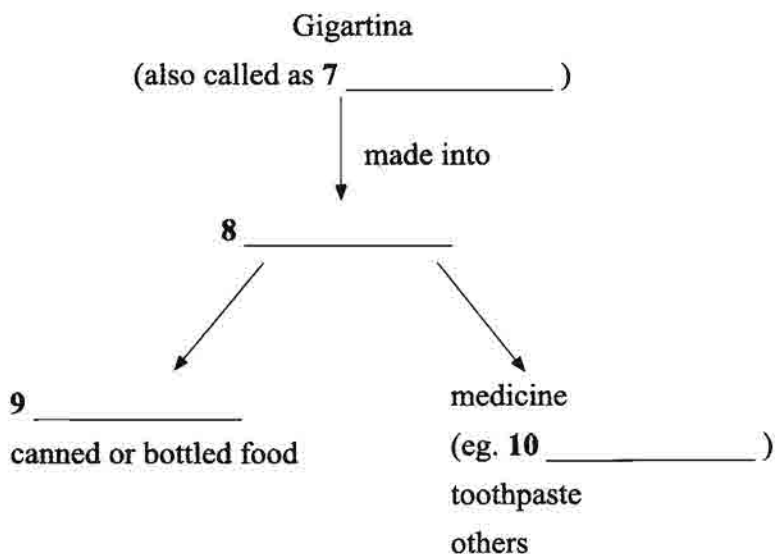 Gigartina
(also called as 7 ____________ )
made into
8 ____________
9 ____________
canned or bottled food
medicine
(eg. 10 ____________ )
toothpaste
others